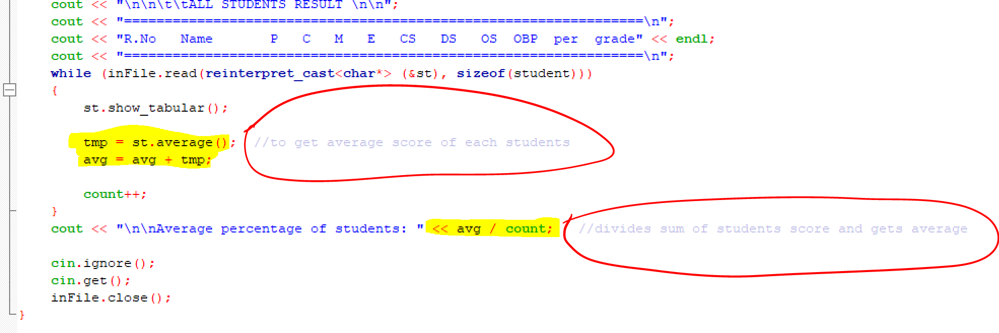 cout << "\n\n\t\tALL STUDENTS RESULT \n\n";
cout << "================================================================\n";
cout << "R.No   Name       P   C   M   E   CS   DS   OS   OBP  per  grade" << endl;
cout << "================================================================\n";
while (inFile.read(reinterpret_cast<char*> (&st), sizeof(student)))
{
st.show_tabular();
tmp = st.average(); //to get average score of each students
avg = avg + tmp;
count++;
}
cout << "\n\nAverage percentage of students: " << avg / count; //divides sum of students score and gets average
cin.ignore();
cin.get();
inFile.close();
}